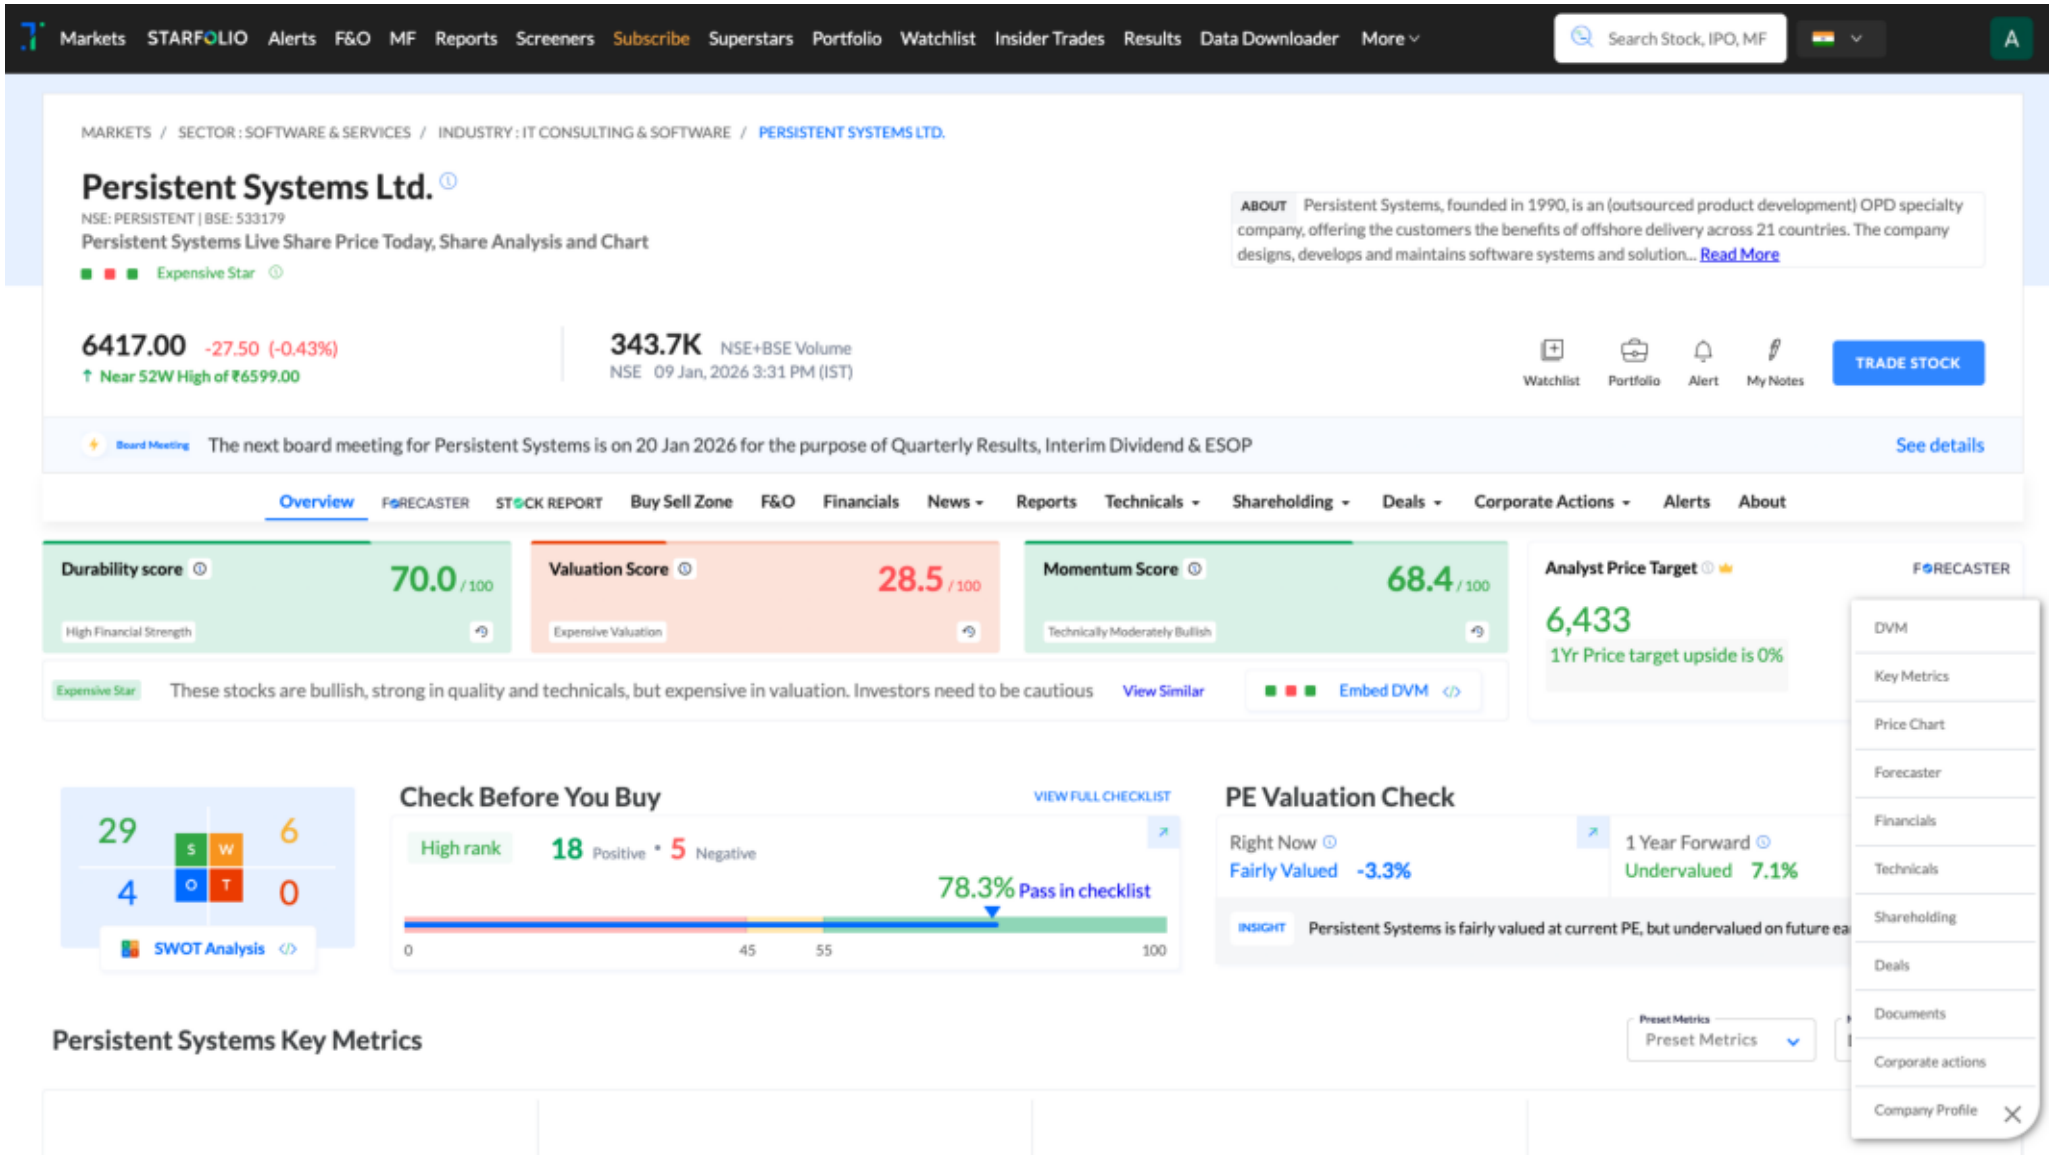 Markets STARFOLIO Alerts F&O MF Reports Screeners Subscribe Superstars Portfolio Watchlist Insider Trades Results Data Downloader More Search Stock, IPO, MF A
MARKETS / SECTOR : SOFTWARE & SERVICES / INDUSTRY : IT CONSULTING & SOFTWARE / PERSISTENT SYSTEMS LTD.
Persistent Systems Ltd.
NSE: PERSISTENT | BSE: 533179
Persistent Systems Live Share Price Today, Share Analysis and Chart
Expensive Star
ABOUT Persistent Systems, founded in 1990, is an (outsourced product development) OPD specialty
company, offering the customers the benefits of offshore delivery across 21 countries. The company
designs, develops and maintains software systems and solution... Read More
6417.00 -27.50 (-0.43%)
↑ Near 52W High of ₹6599.00
343.7K NSE+BSE Volume
NSE 09 Jan, 2026 3:31 PM (IST)
Watchlist Portfolio Alert My Notes TRADE STOCK
Board Meeting The next board meeting for Persistent Systems is on 20 Jan 2026 for the purpose of Quarterly Results, Interim Dividend & ESOP See details
Overview FORECASTER STOCK REPORT Buy Sell Zone F&O Financials News Reports Technicals Shareholding Deals Corporate Actions Alerts About
Durability score 70.0 / 100
High Financial Strength
Valuation Score 28.5 / 100
Expensive Valuation
Momentum Score 68.4 / 100
Technically Moderately Bullish
Analyst Price Target FORECASTER
6,433
1Yr Price target upside is 0%
Expensive Star These stocks are bullish, strong in quality and technicals, but expensive in valuation. Investors need to be cautious View Similar Embed DVM </>
29 S W 6
4 O T 0
SWOT Analysis </>
Check Before You Buy VIEW FULL CHECKLIST
High rank 18 Positive • 5 Negative
78.3% Pass in checklist
0 45 55 100
PE Valuation Check
Right Now
Fairly Valued -3.3%
1 Year Forward
Undervalued 7.1%
INSIGHT Persistent Systems is fairly valued at current PE, but undervalued on future ea
Persistent Systems Key Metrics
Preset Metrics
Preset Metrics
DVM
Key Metrics
Price Chart
Forecaster
Financials
Technicals
Shareholding
Deals
Documents
Corporate actions
Company Profile